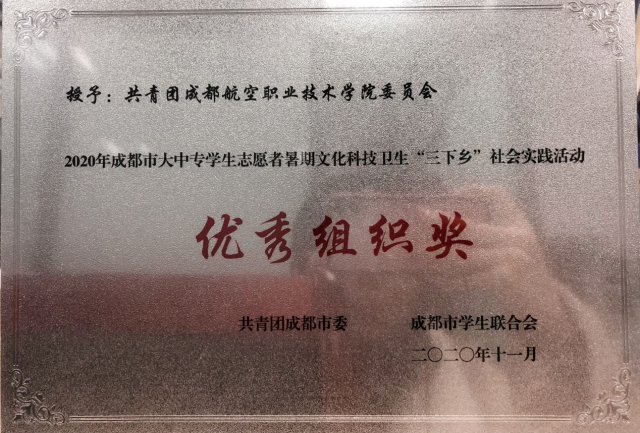 授予：共青团成都航空职业技术学院委员会
2020年成都市大中专学生志愿者暑期文化科技卫生“三下乡”社会实践活动
优秀组织奖
共青团成都市委 成都市学生联合会
二〇二〇年十一月